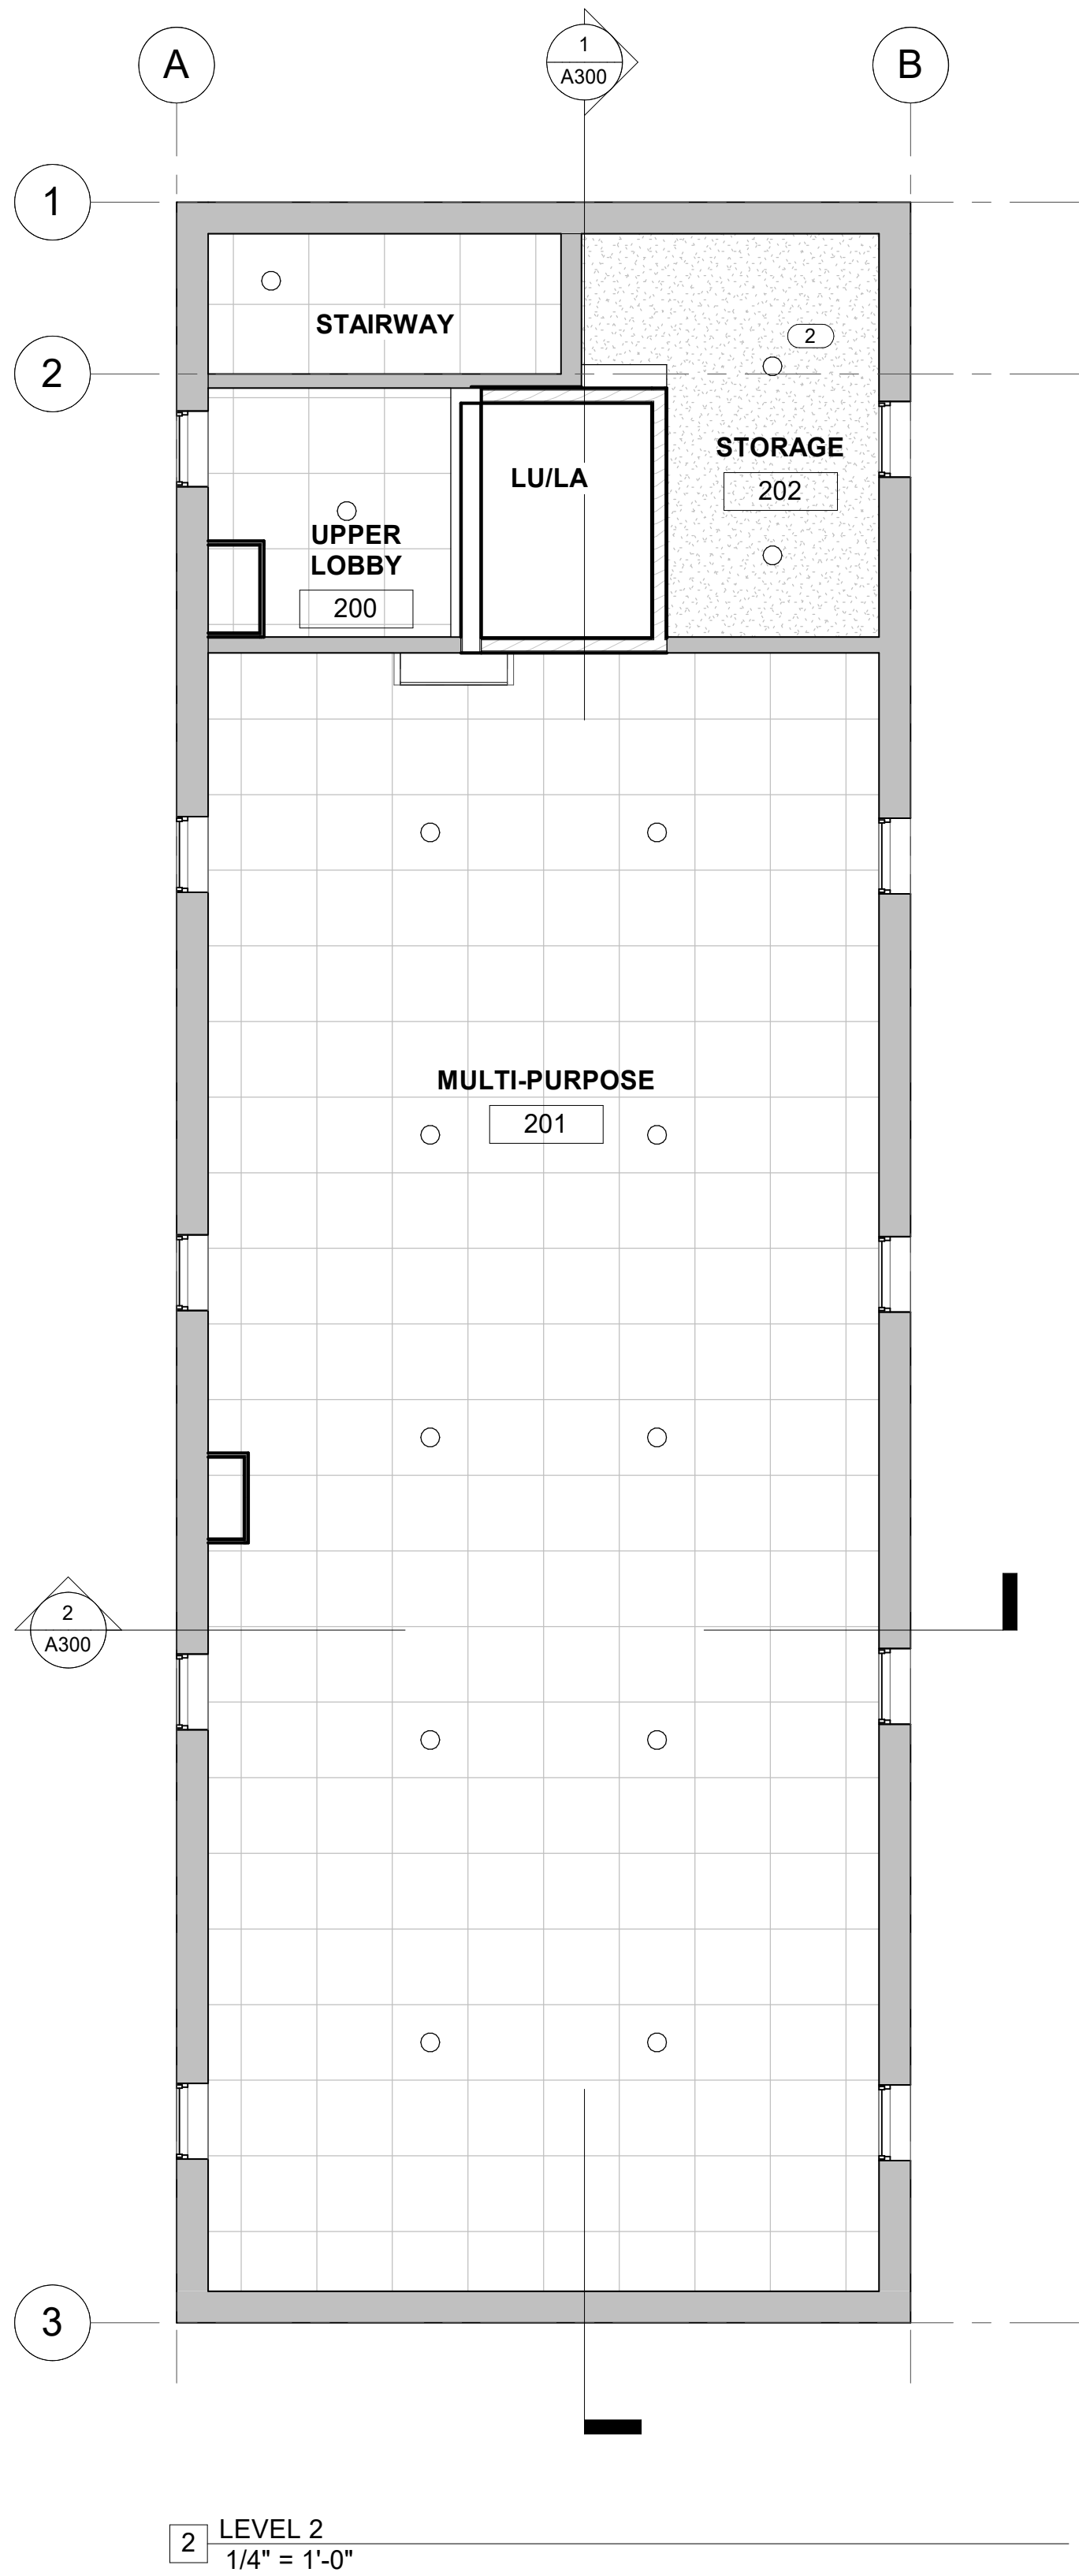 A
1
A300
B
1
2
STAIRWAY
2
STORAGE
202
LU/LA
UPPER
LOBBY
200
MULTI-PURPOSE
201
2
A300
3
2
LEVEL 2
1/4" = 1'-0"